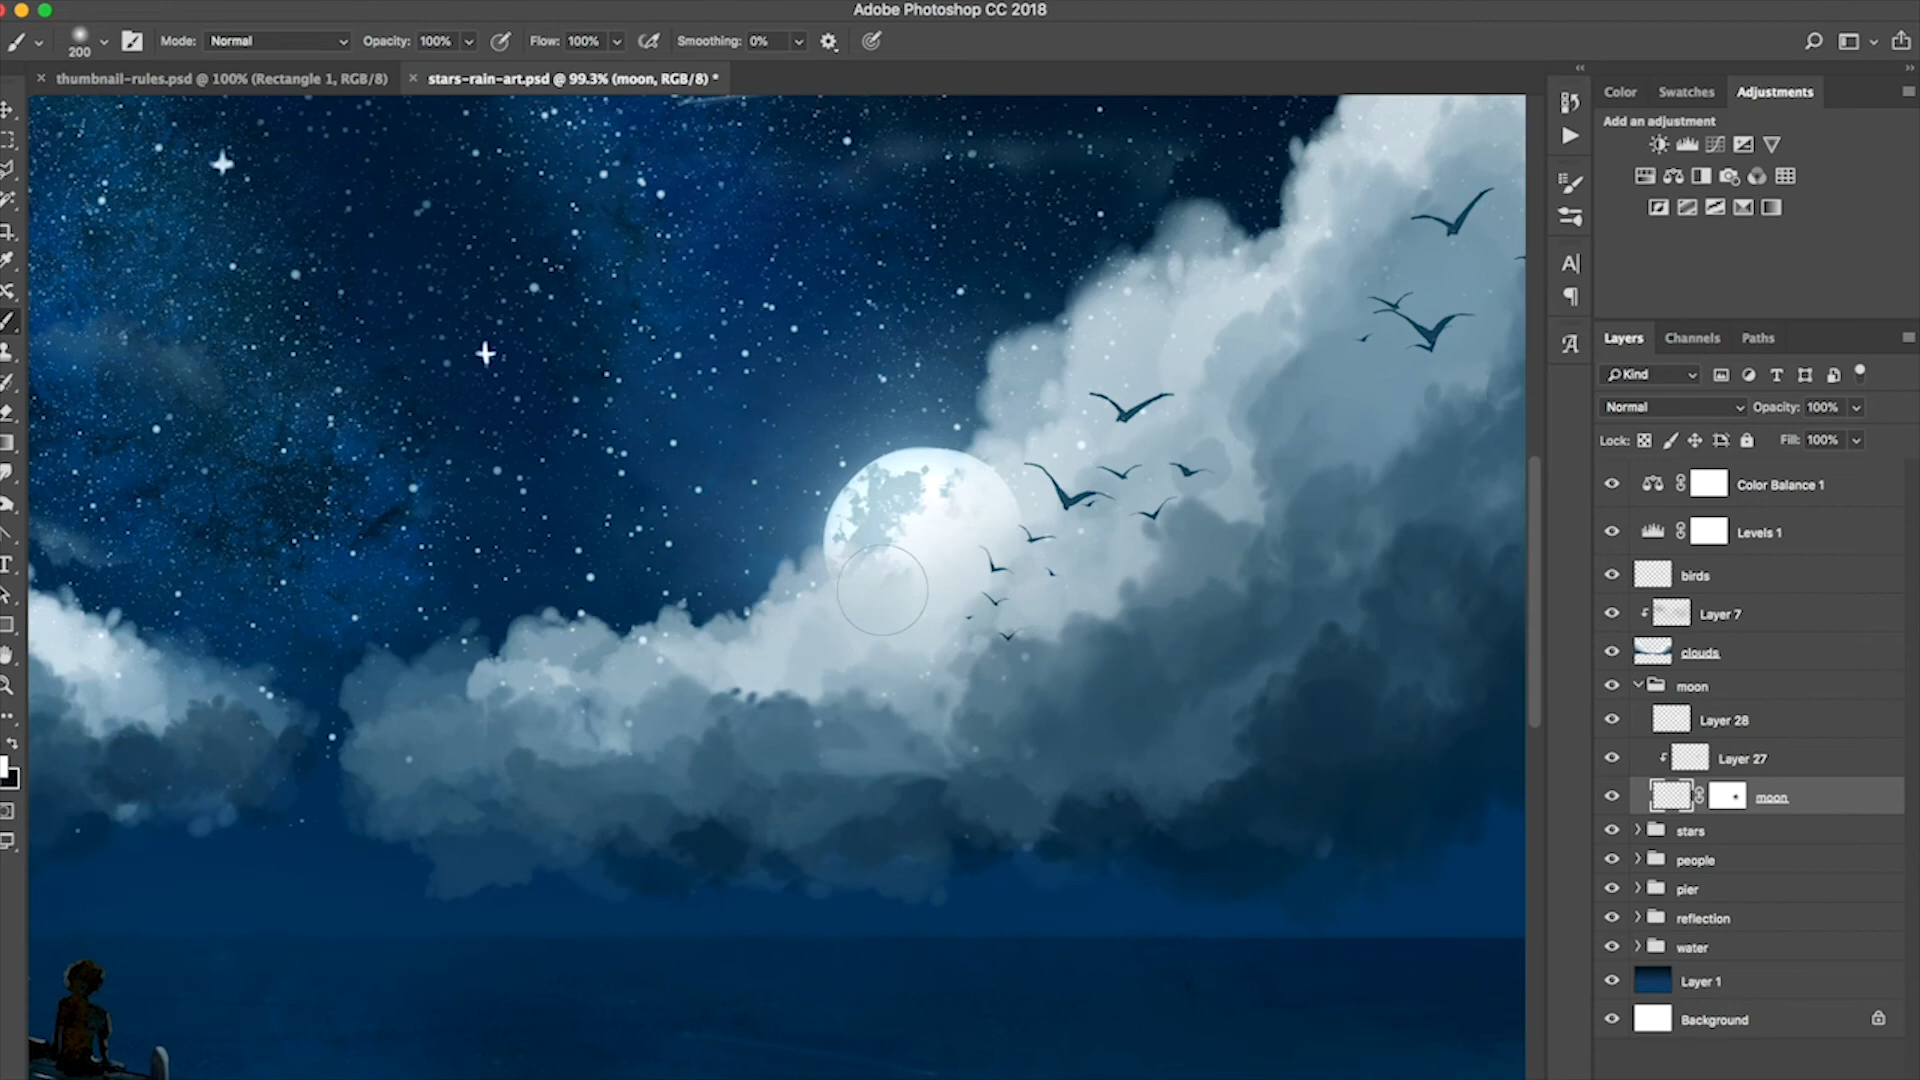 Adobe Photoshop CC 2018
200
Mode: Normal
Opacity: 100%
Flow: 100%
Smoothing: 0%
thumbnail-rules.psd @ 100% (Rectangle 1, RGB/8)
stars-rain-art.psd @ 99.3% (moon, RGB/8) *
Color
Swatches
Adjustments
Add an adjustment
Layers
Channels
Paths
Kind
Normal
Opacity: 100%
Lock:
Fill: 100%
Color Balance 1
Levels 1
birds
Layer 7
clouds
moon
Layer 28
Layer 27
moon
stars
people
pier
reflection
water
Layer 1
Background